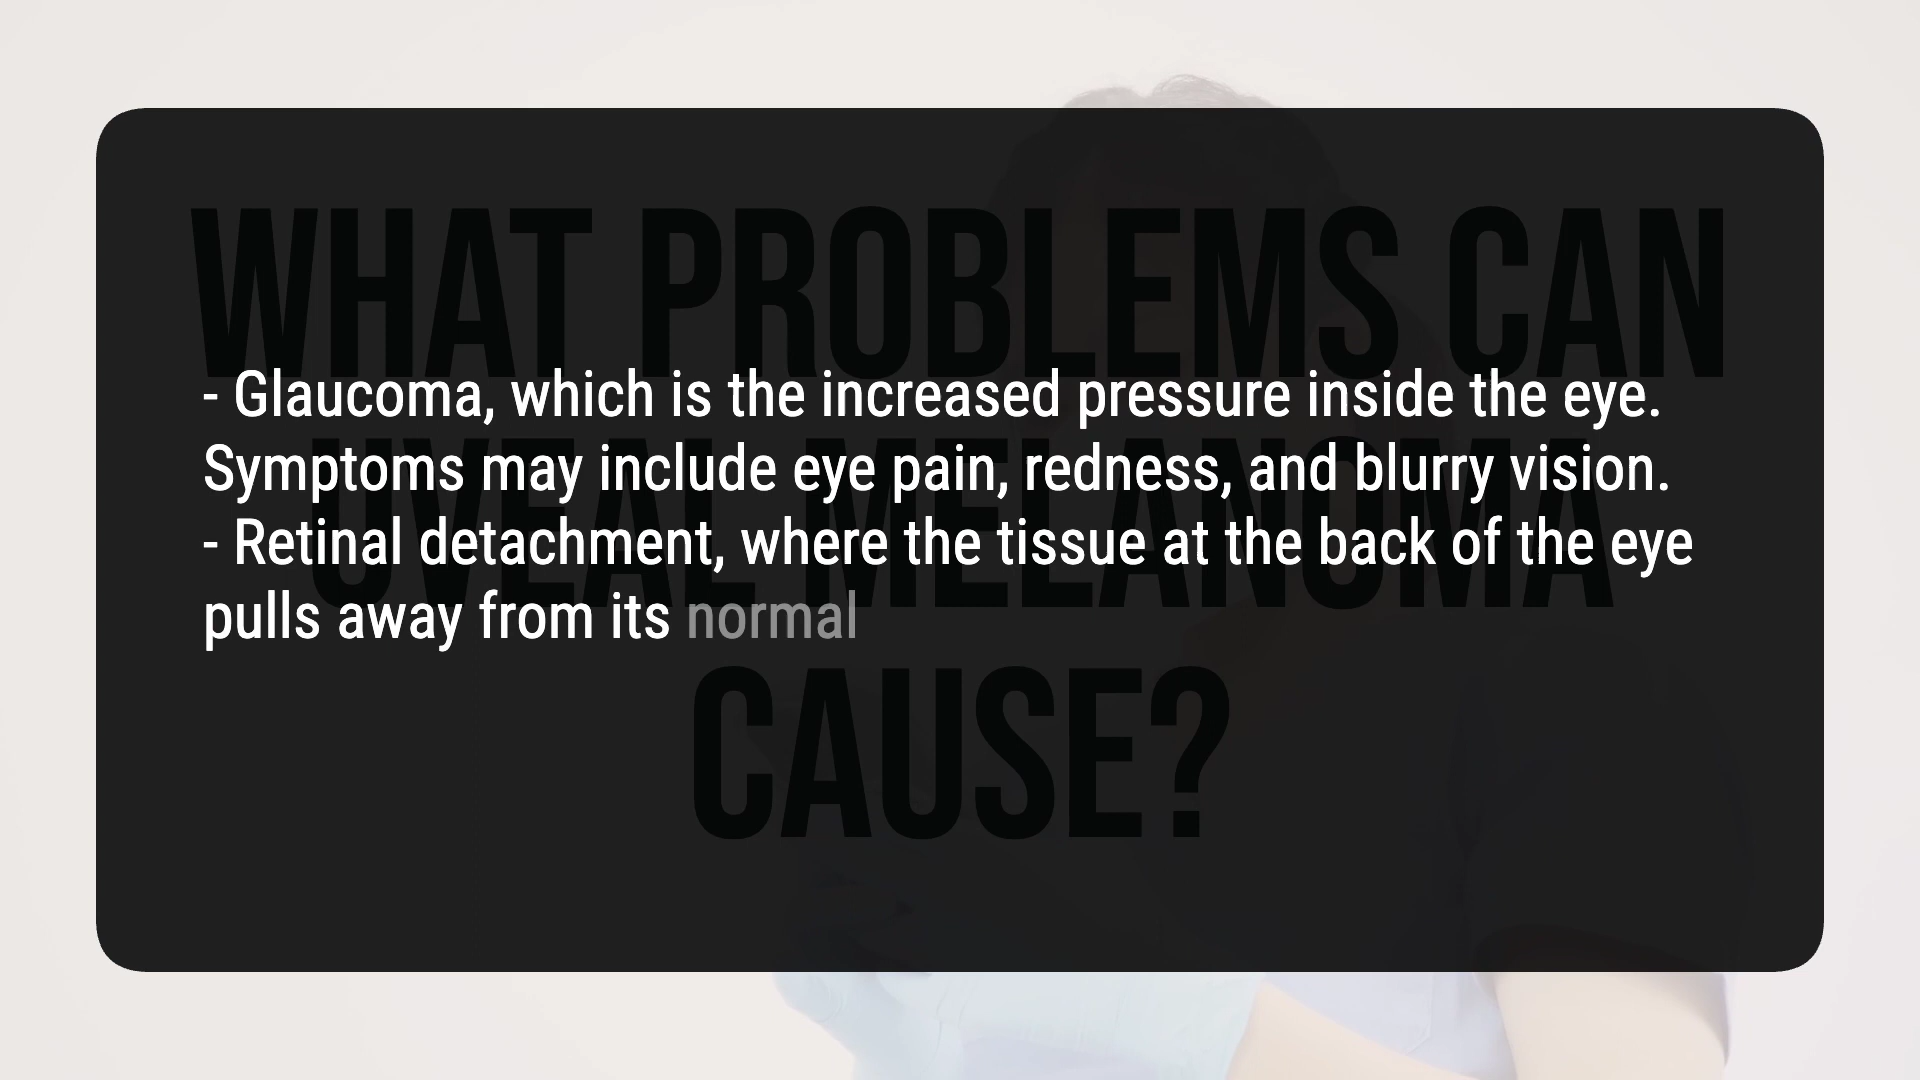 WHAT PROBLEMS CAN
UVEAL MELANOMA
CAUSE?
- Glaucoma, which is the increased pressure inside the eye.
Symptoms may include eye pain, redness, and blurry vision.
- Retinal detachment, where the tissue at the back of the eye
pulls away from its normal